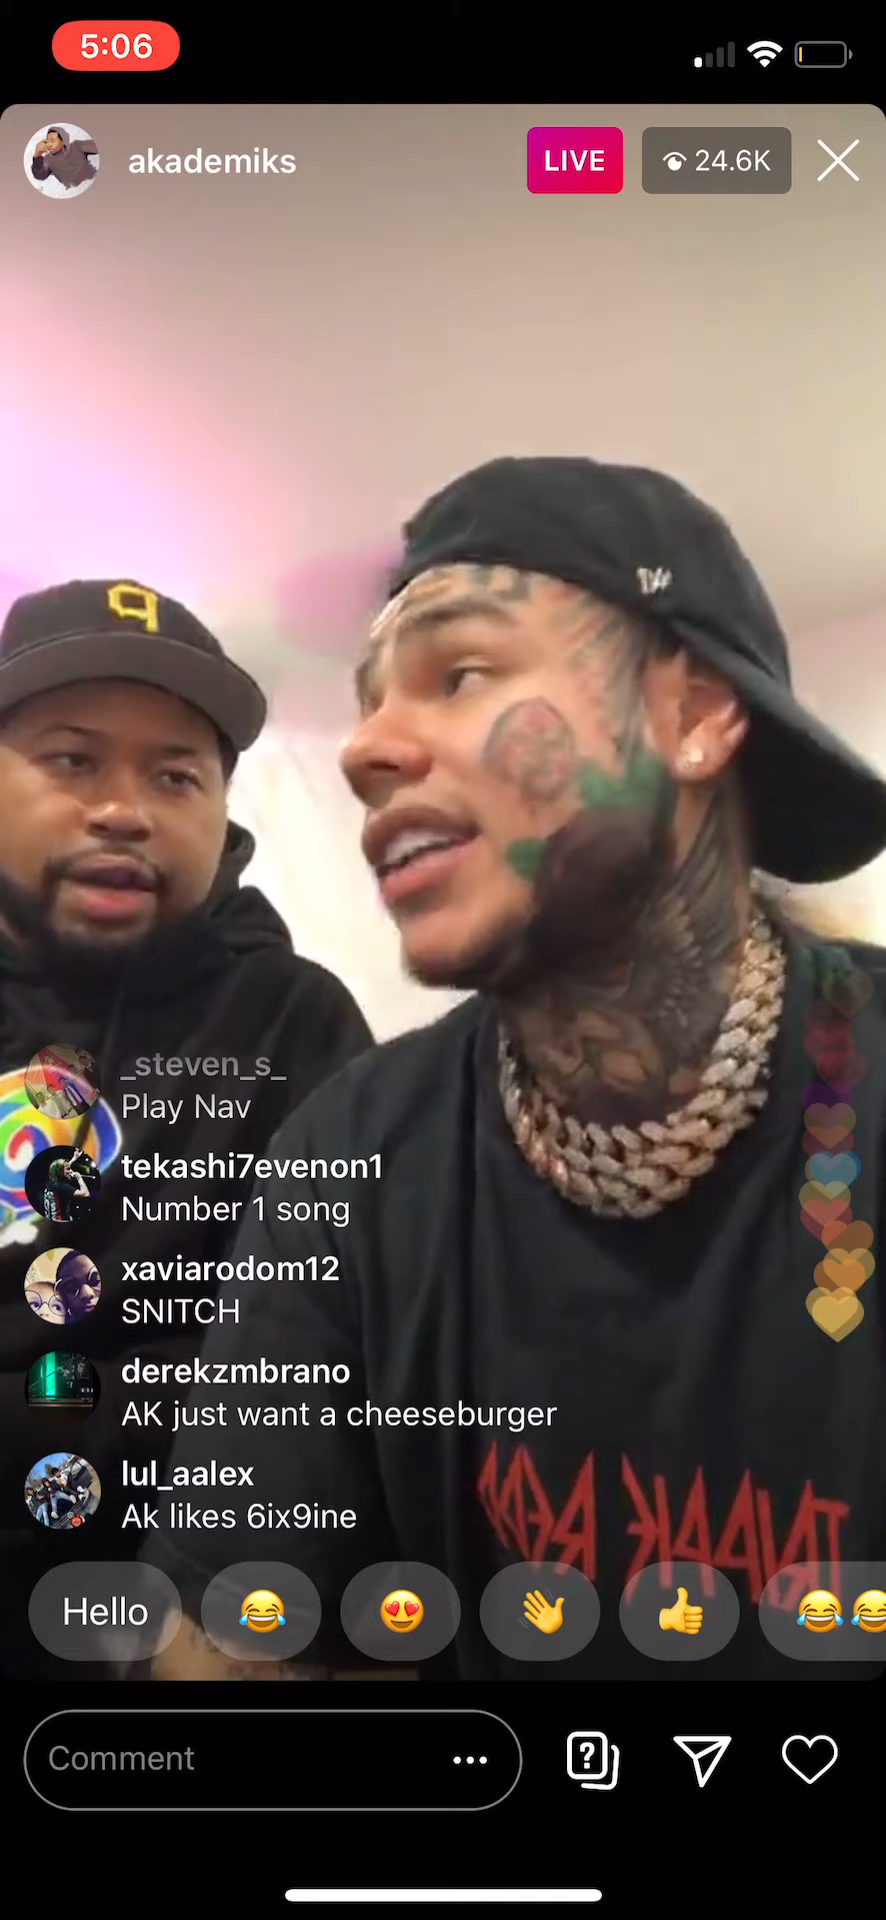 5:06
akademiks
LIVE
24.6K
_steven_s_
Play Nav
tekashi7evenon1
Number 1 song
xaviarodom12
SNITCH
derekzmbrano
AK just want a cheeseburger
lul_aalex
Ak likes 6ix9ine
Hello
Comment